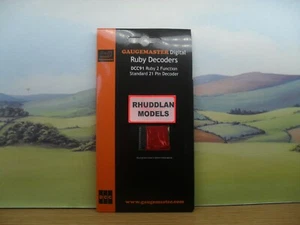 GAUGEMASTER Digital
Ruby Decoders
DCC91 Ruby 2 Function
Standard 21 Pin Decoder
RHUDDLAN
MODELS
www.gaugemaster.com